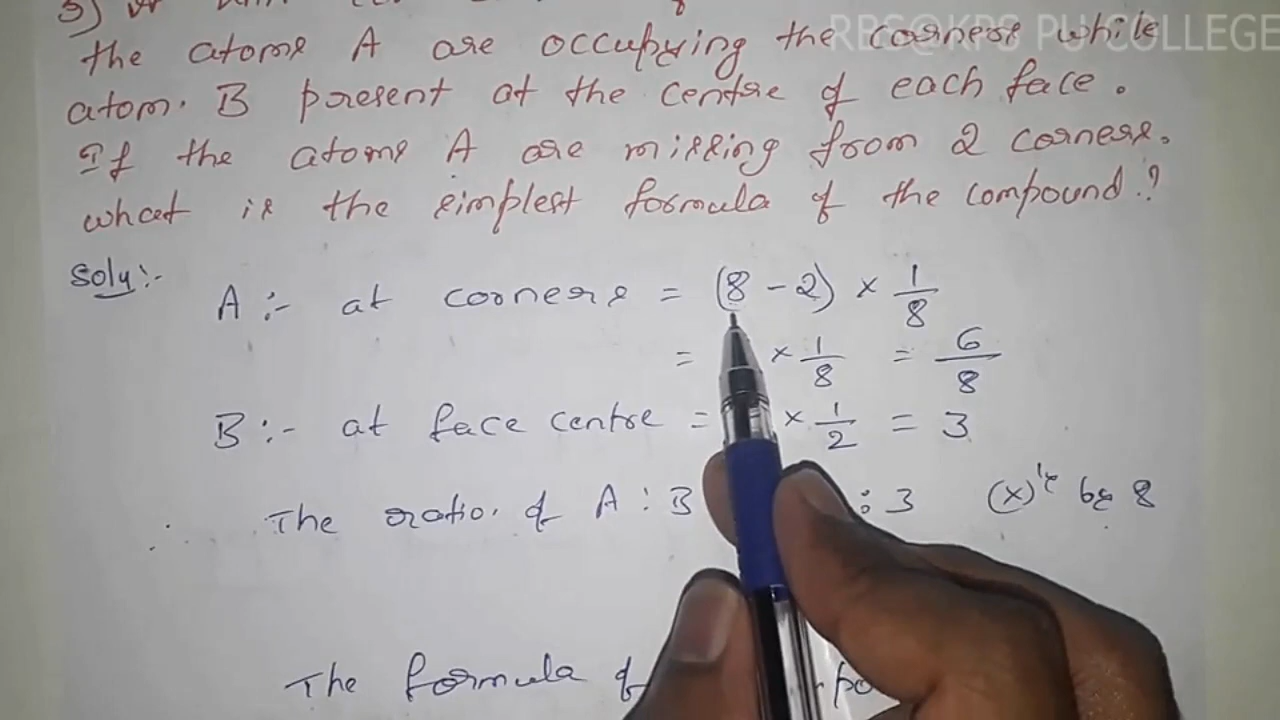 the atoms A are occupying the corners while
RBS@KPS PU COLLEGE
atom. B present at the centre of each face.
If the atoms A are missing from 2 corners.
what is the simplest formula of the compound.?
Soln:-
A :- at corners = (8 - 2) × 1/8
= × 1/8 = 6/8
B :- at face centre = × 1/2 = 3
∴ The ratio. of A : B : 3 (x) by 8
The formula of